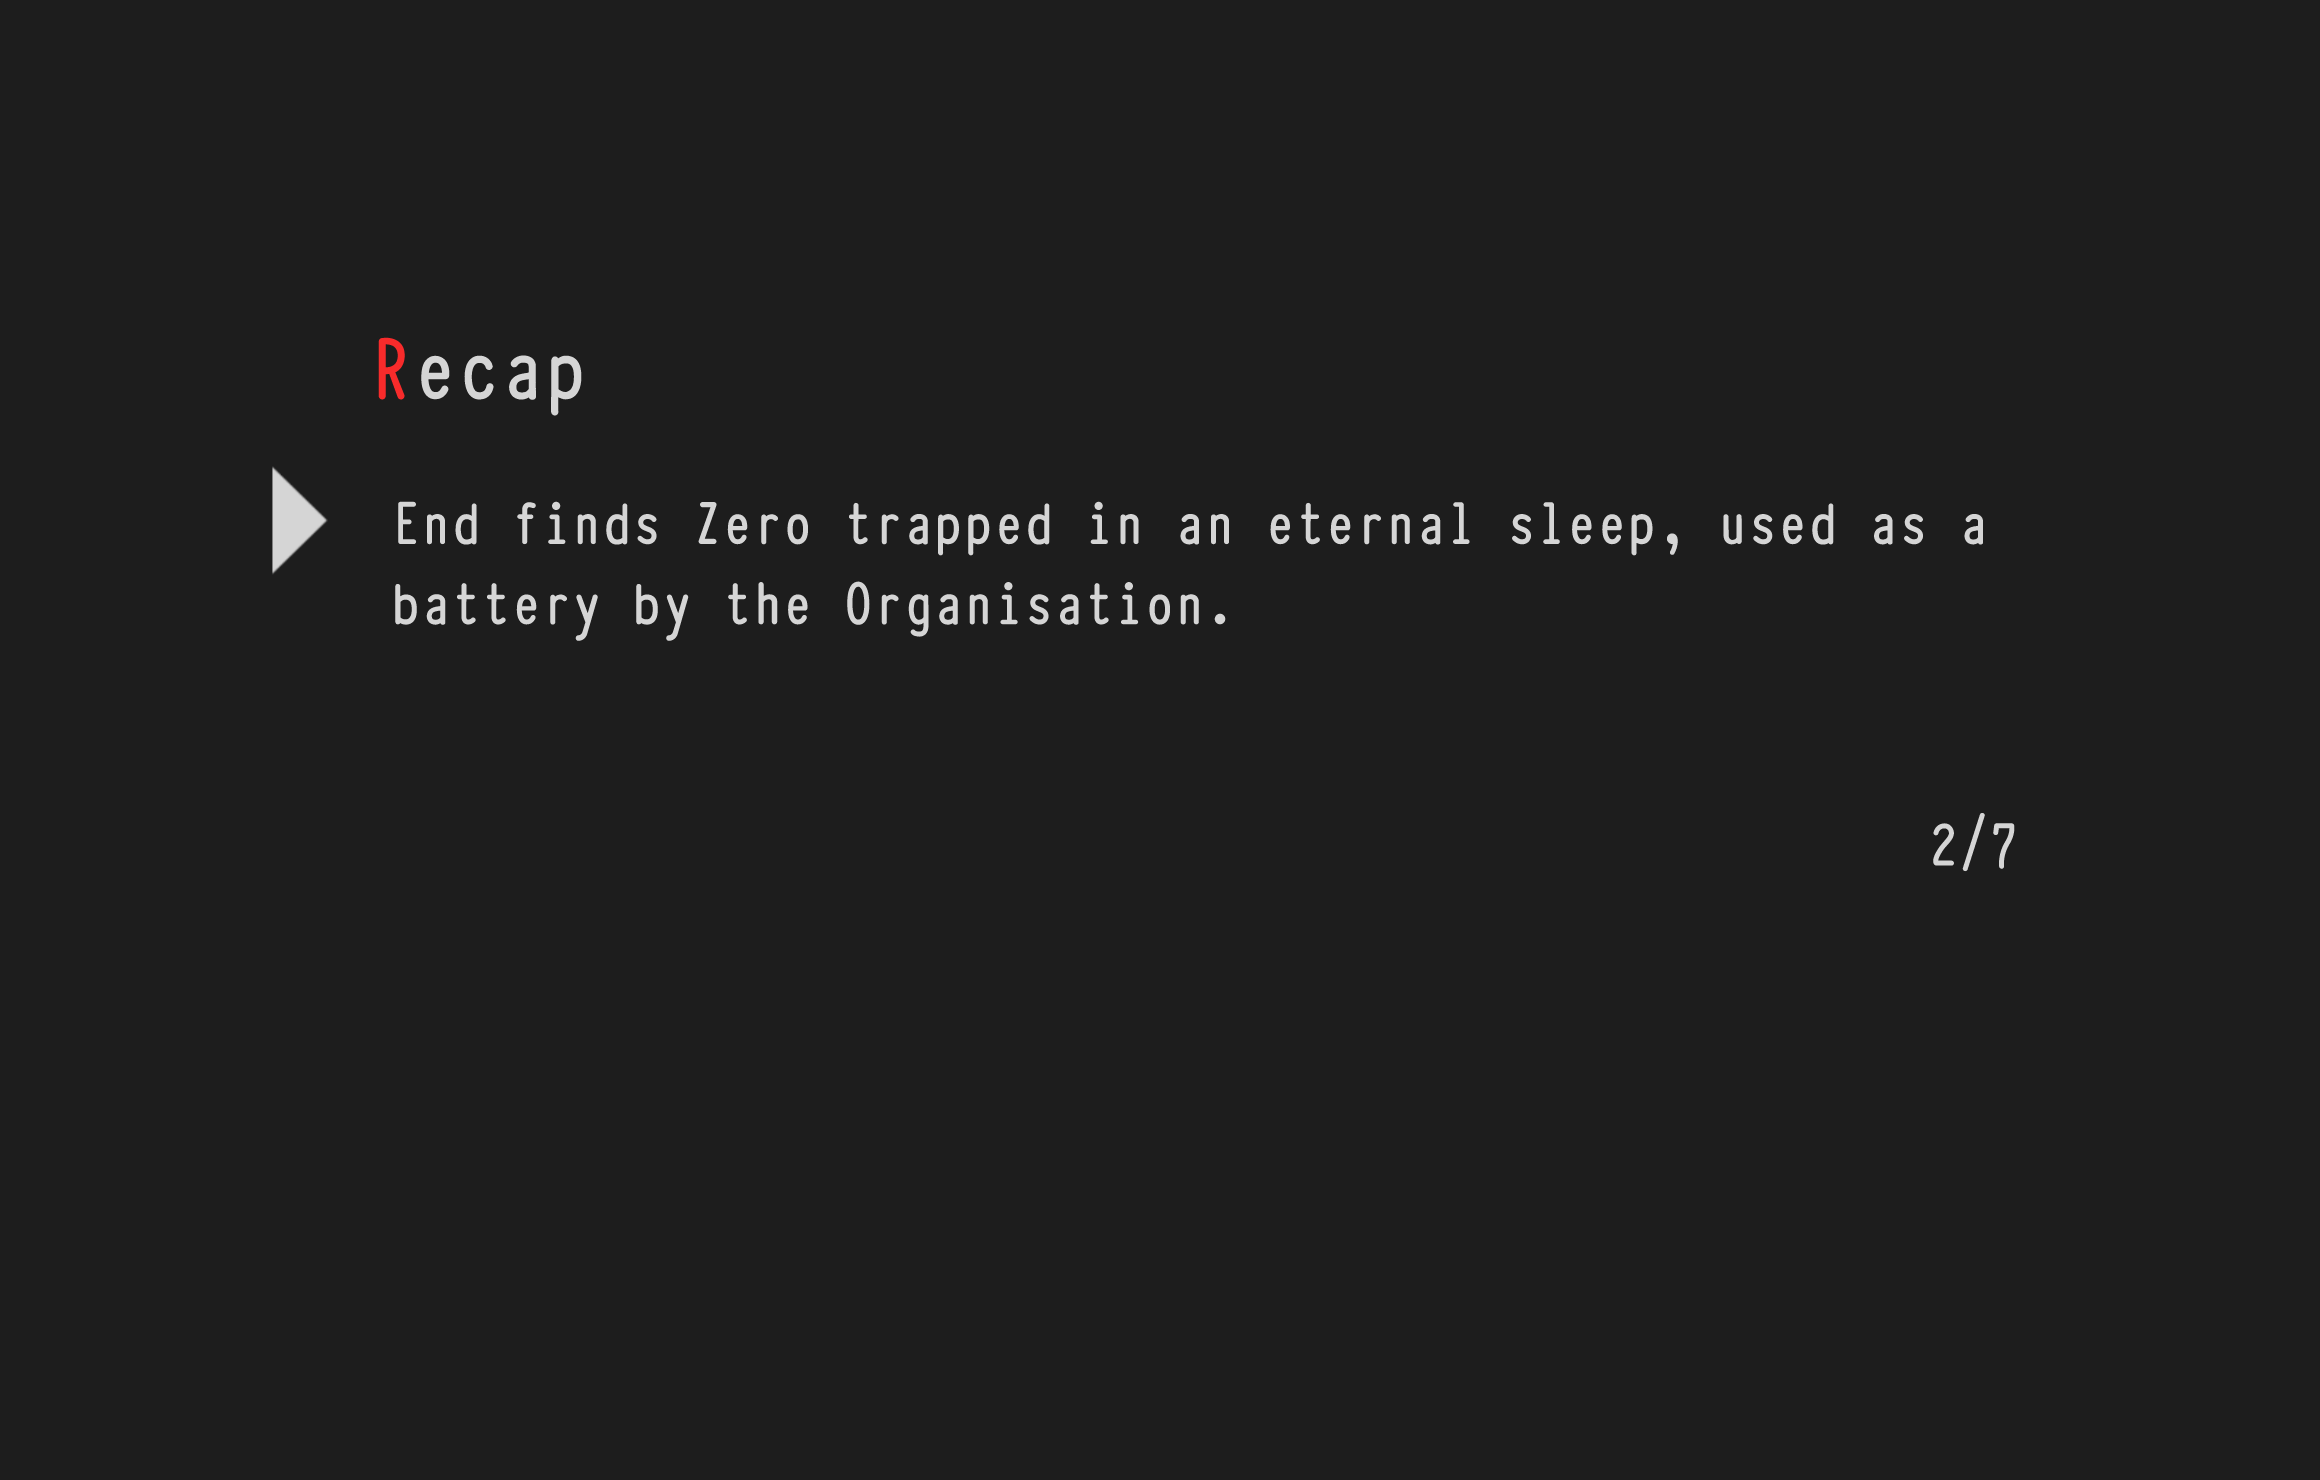 Recap
End finds Zero trapped in an eternal sleep, used as a
battery by the Organisation.
2/7